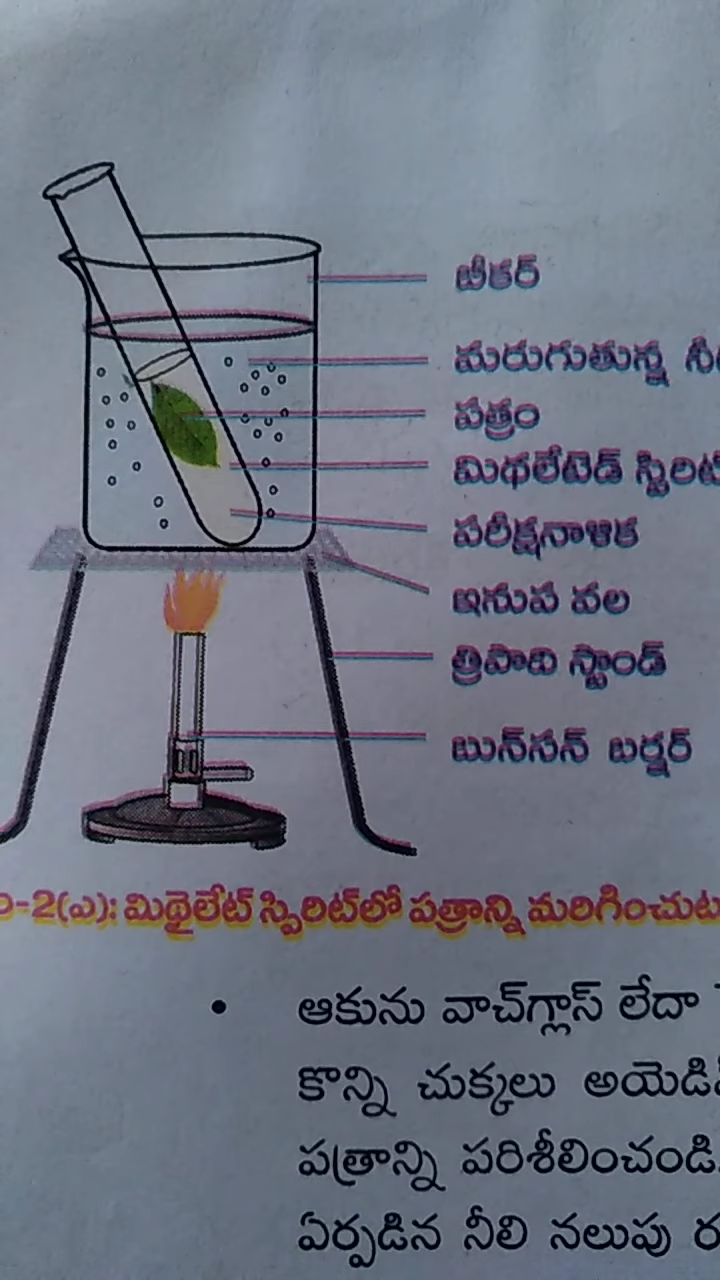 బీకర్
మరుగుతున్న
పత్రం
మిథలేటెడ్
పరీక్షనాళిక
ఇనుప వల
త్రిపాది స్టాండ్
బున్‌సన్ బర్నర్
-2(ఎ): మిథైలేట్ స్పిరిట్‌లో పత్రాన్ని మరిగించుట
• ఆకును వాచ్‌గ్లాస్ లేదా
కొన్ని చుక్కలు
పత్రాన్ని పరిశీలించండి.
ఏర్పడిన నీలి నలుపు